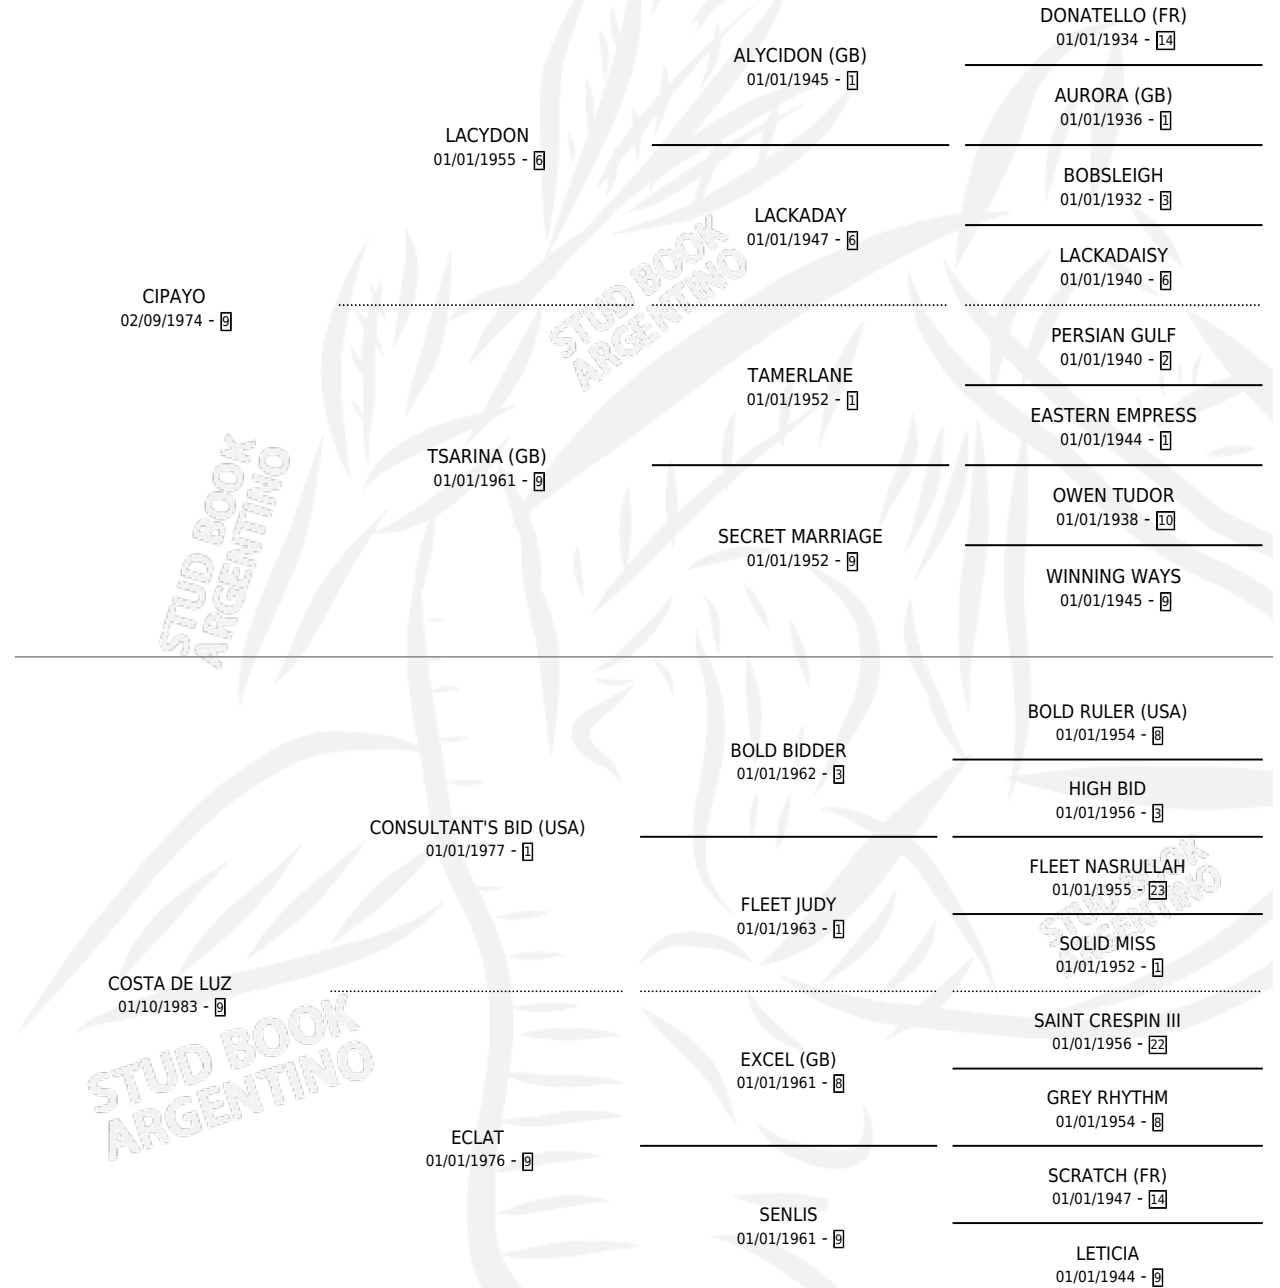 DONATELLO (FR)
01/01/1934 - 14
ALYCIDON (GB)
01/01/1945 - 1
AURORA (GB)
01/01/1936 - 1
LACYDON
01/01/1955 - 6
BOBSLEIGH
01/01/1932 - 3
LACKADAY
01/01/1947 - 6
LACKADAISY
01/01/1940 - 6
CIPAYO
02/09/1974 - 9
PERSIAN GULF
01/01/1940 - 2
TAMERLANE
01/01/1952 - 1
EASTERN EMPRESS
01/01/1944 - 1
TSARINA (GB)
01/01/1961 - 9
OWEN TUDOR
01/01/1938 - 10
SECRET MARRIAGE
01/01/1952 - 9
WINNING WAYS
01/01/1945 - 9
STUD BOOK
ARGENTINO
STUD BOOK
ARGENTINO
BOLD RULER (USA)
01/01/1954 - 8
BOLD BIDDER
01/01/1962 - 3
HIGH BID
01/01/1956 - 3
CONSULTANT'S BID (USA)
01/01/1977 - 1
FLEET NASRULLAH
01/01/1955 - 23
FLEET JUDY
01/01/1963 - 1
SOLID MISS
01/01/1952 - 1
STUD BOOK
ARGENTINO
COSTA DE LUZ
01/10/1983 - 9
SAINT CRESPIN III
01/01/1956 - 22
EXCEL (GB)
01/01/1961 - 8
GREY RHYTHM
01/01/1954 - 8
STUD BOOK
ARGENTINO
ECLAT
01/01/1976 - 9
SCRATCH (FR)
01/01/1947 - 14
SENLIS
01/01/1961 - 9
LETICIA
01/01/1944 - 9